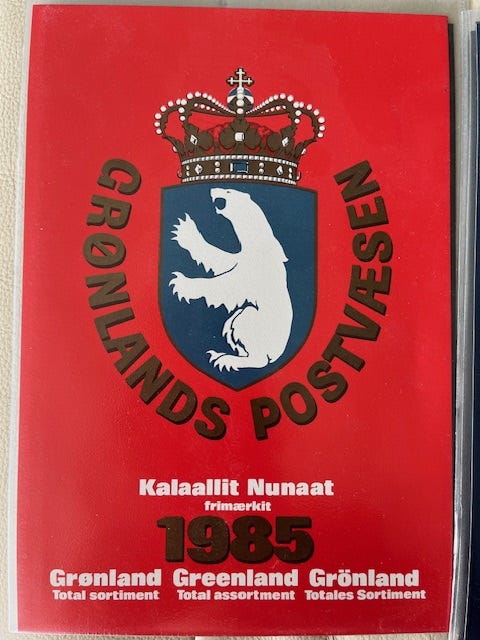 GRØNLANDS POSTVÆSEN
Kalaallit Nunaat
frimærkit
1985
Grønland Greenland Grönland
Total sortiment Total assortment Totales Sortiment